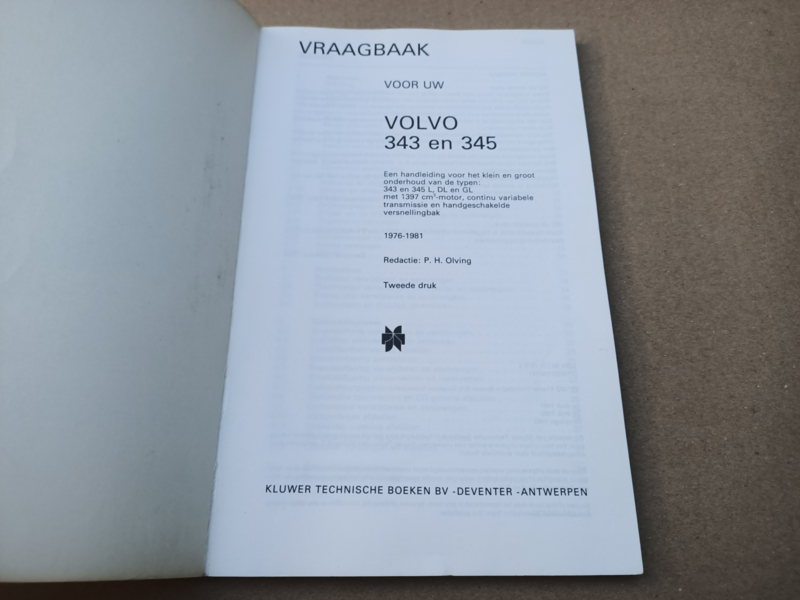 VRAAGBAAK
VOOR UW
VOLVO
343 en 345
Een handleiding voor het klein en groot
onderhoud van de typen:
343 en 345 L, DL en GL
met 1397 cm³-motor, continu variabele
transmissie en handgeschakelde
versnellingbak
1976-1981
Redactie: P. H. Olving
Tweede druk
KLUWER TECHNISCHE BOEKEN BV -DEVENTER -ANTWERPEN